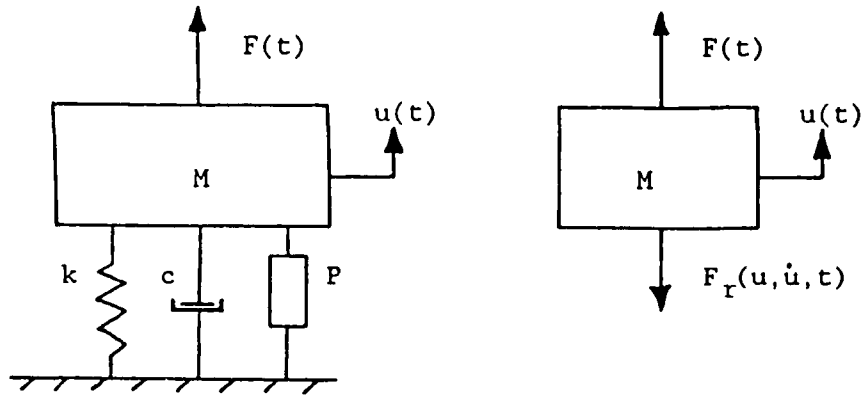 F(t)
u(t)
M
k
c
P
F(t)
u(t)
M
F_r(u,u̇,t)